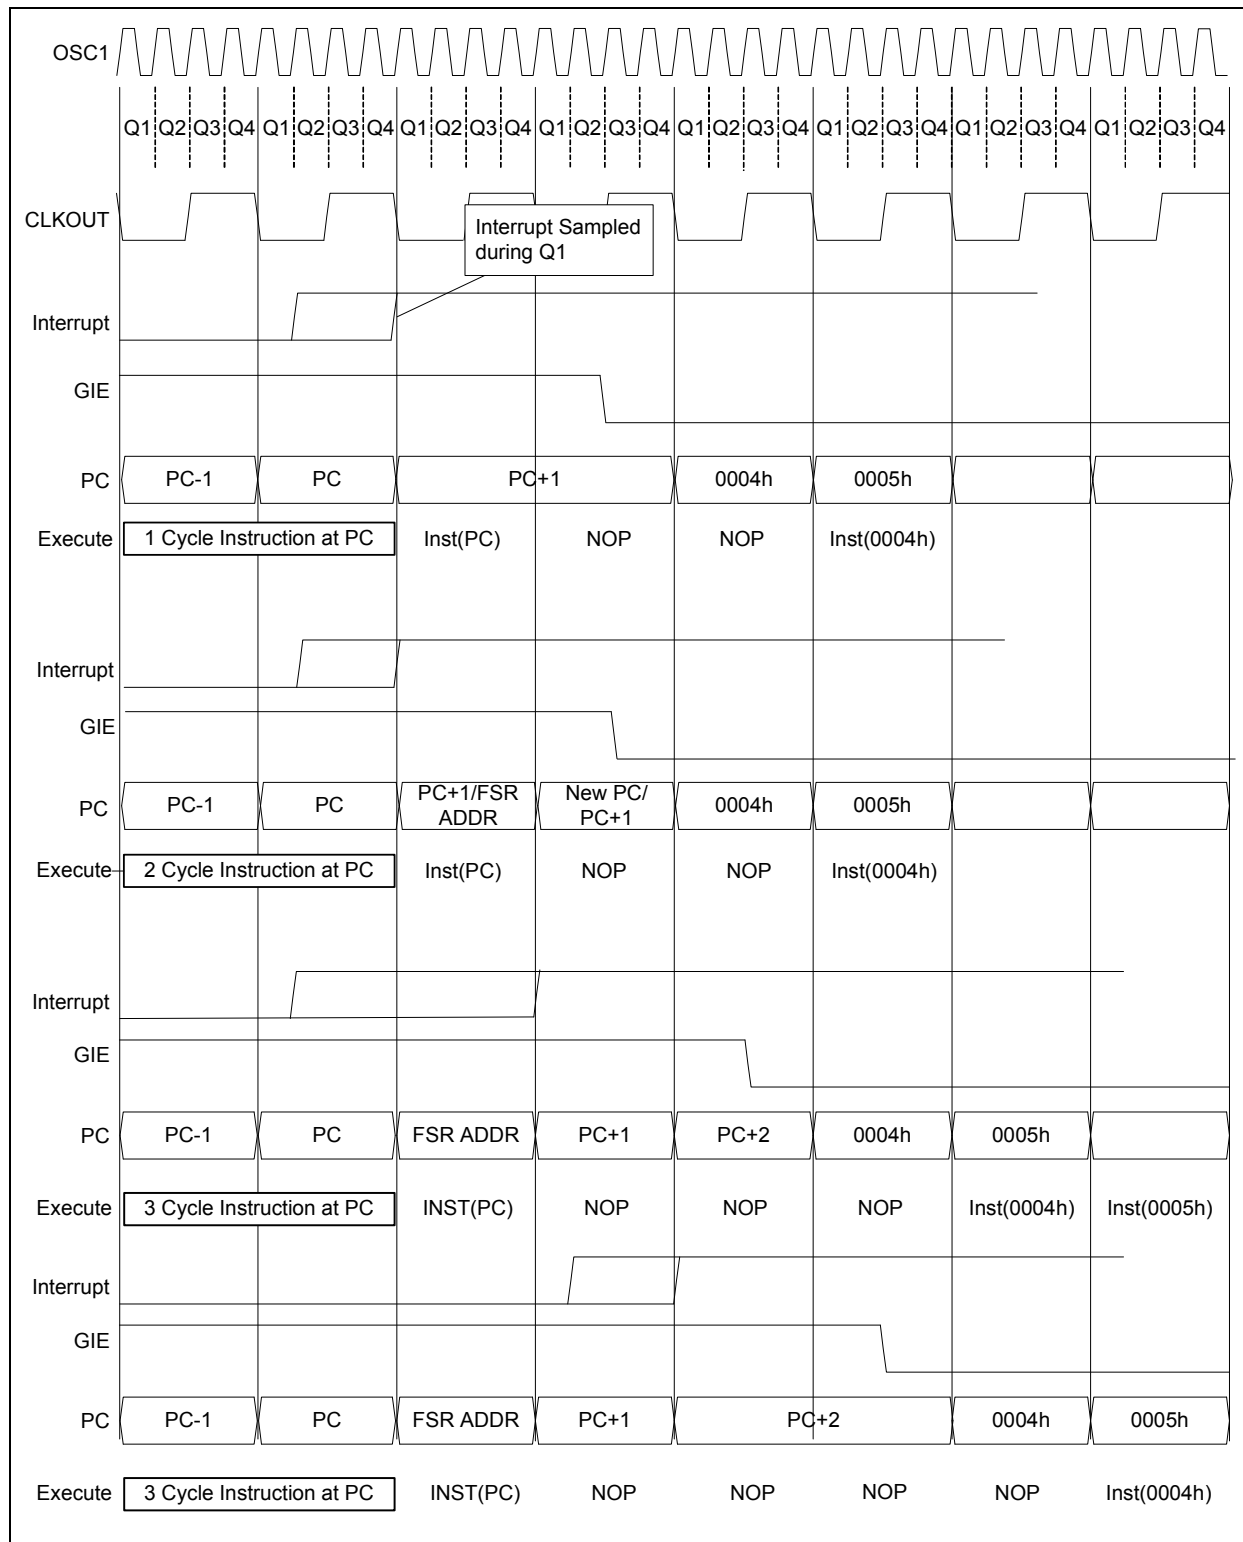 OSC1
Q1 Q2 Q3 Q4 Q1 Q2 Q3 Q4 Q1 Q2 Q3 Q4 Q1 Q2 Q3 Q4 Q1 Q2 Q3 Q4 Q1 Q2 Q3 Q4 Q1 Q2 Q3 Q4 Q1 Q2 Q3 Q4
CLKOUT
Interrupt Sampled
during Q1
Interrupt
GIE
PC PC-1 PC PC+1 0004h 0005h
Execute 1 Cycle Instruction at PC Inst(PC) NOP NOP Inst(0004h)
Interrupt
GIE
PC PC-1 PC PC+1/FSR ADDR New PC/ PC+1 0004h 0005h
Execute 2 Cycle Instruction at PC Inst(PC) NOP NOP Inst(0004h)
Interrupt
GIE
PC PC-1 PC FSR ADDR PC+1 PC+2 0004h 0005h
Execute 3 Cycle Instruction at PC INST(PC) NOP NOP NOP Inst(0004h) Inst(0005h)
Interrupt
GIE
PC PC-1 PC FSR ADDR PC+1 PC+2 0004h 0005h
Execute 3 Cycle Instruction at PC INST(PC) NOP NOP NOP NOP Inst(0004h)